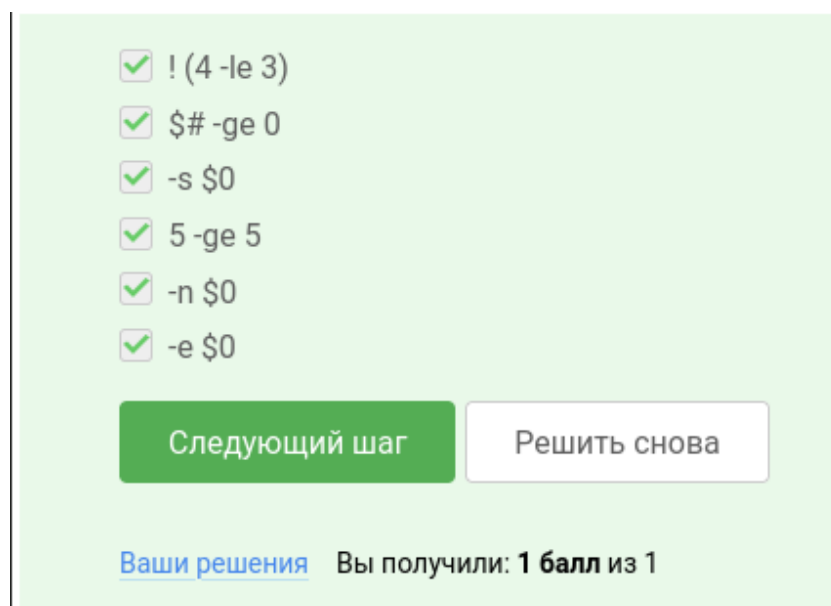 ! (4 -le 3)
$# -ge 0
-s $0
5 -ge 5
-n $0
-e $0
Следующий шаг Решить снова
Ваши решения Вы получили: 1 балл из 1